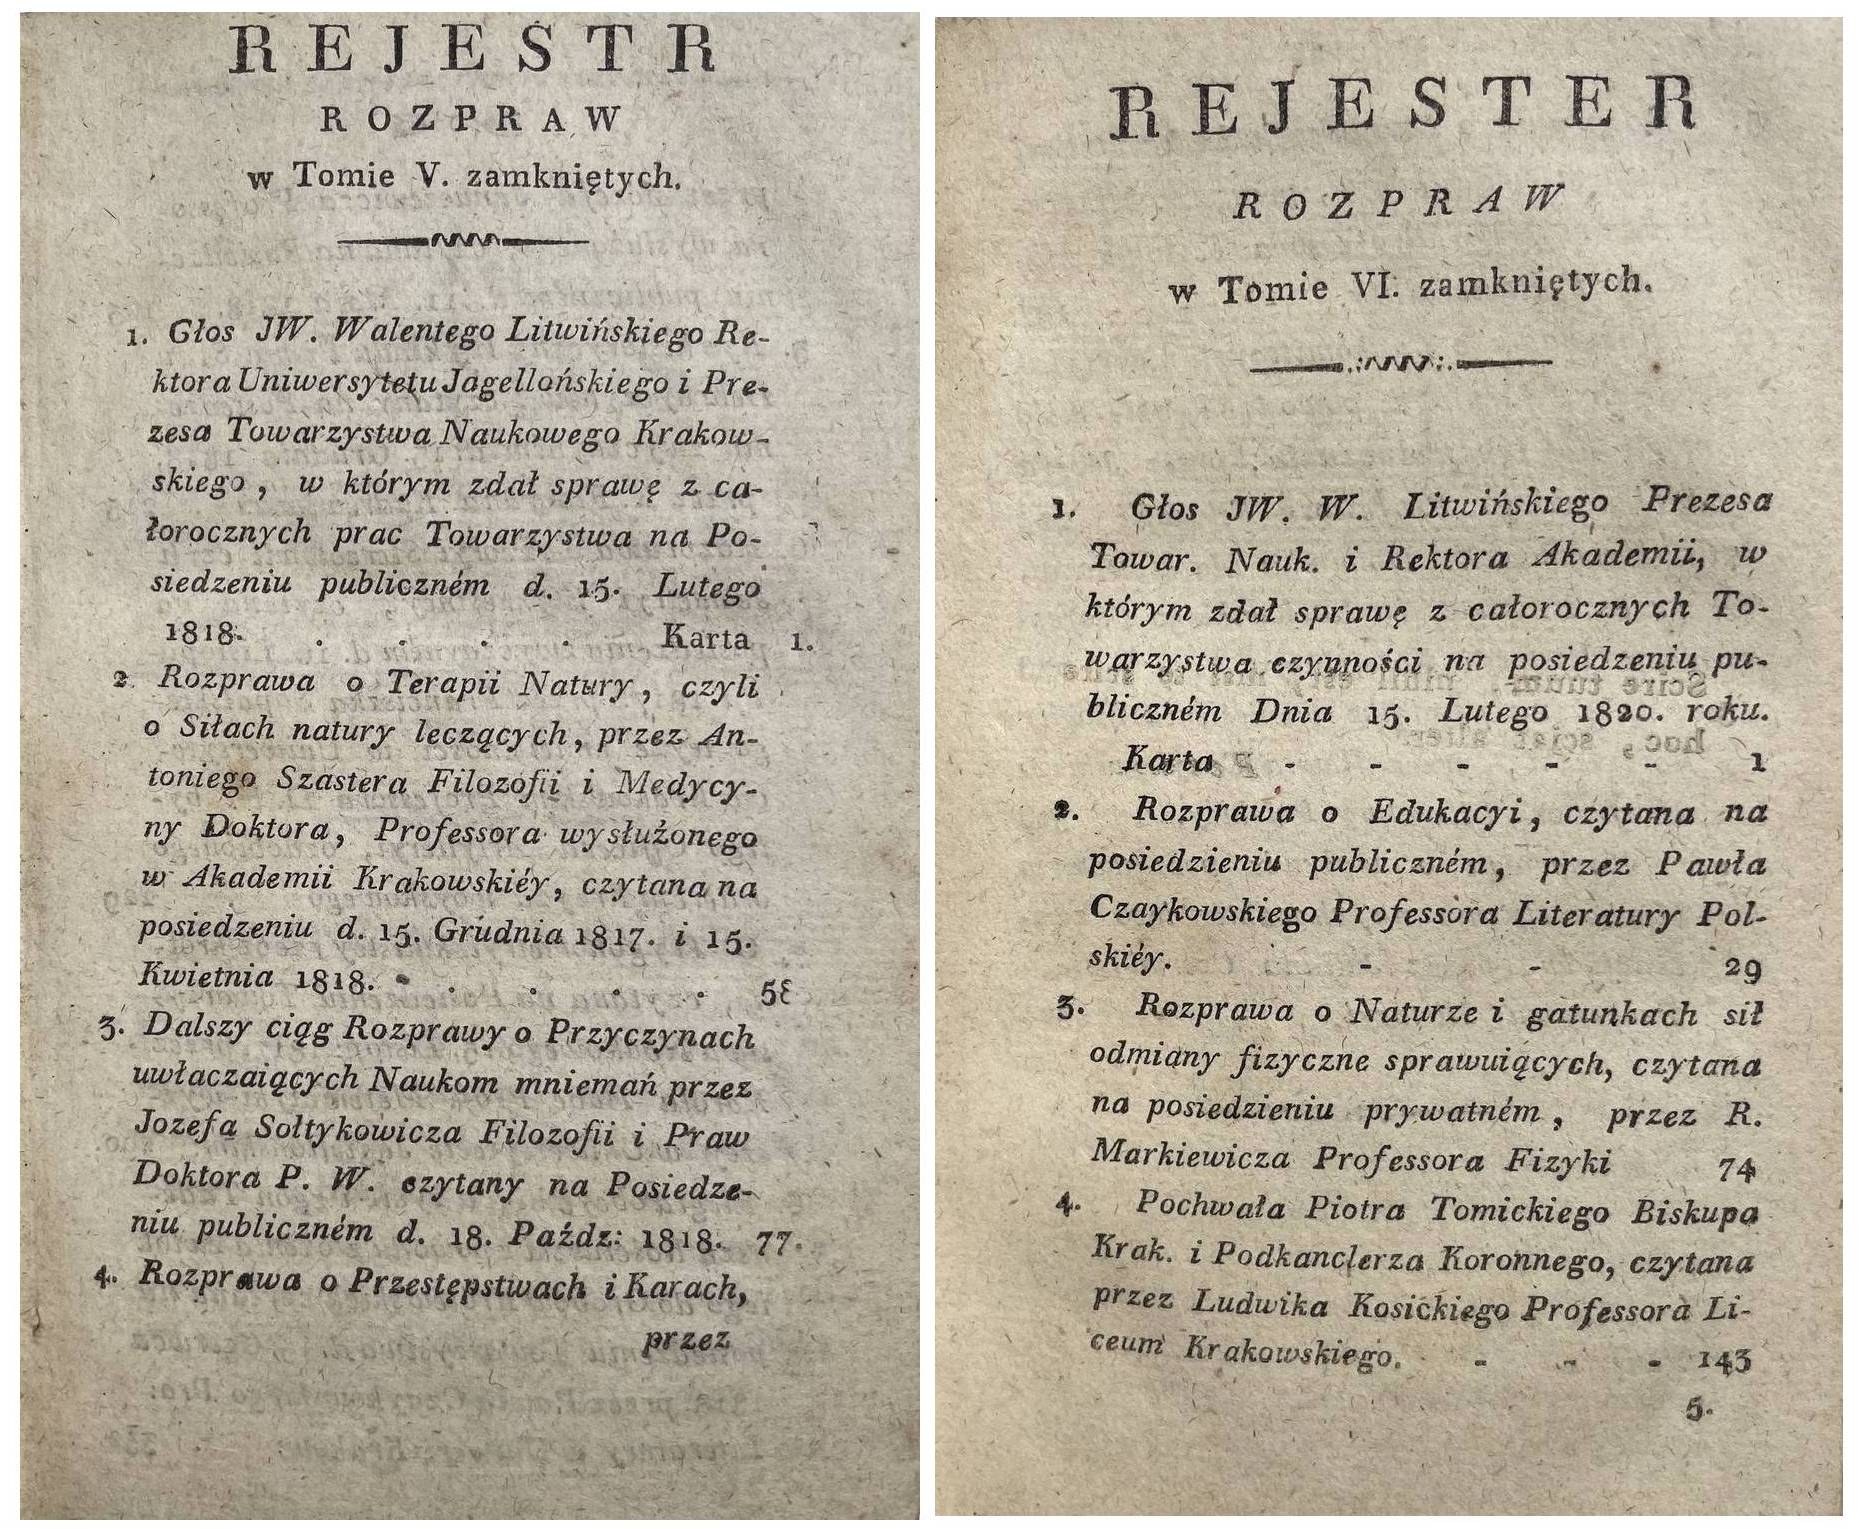 REJESTR
ROZPRAW
w Tomie V. zamkniętych.
1. Głos JW. Walentego Litwińskiego Re-
ktora Uniwersytetu Jagellońskiego i Pre-
zesa Towarzystwa Naukowego Krakow-
skiego, w którym zdał sprawę z ca-
łorocznych prac Towarzystwa na Po-
siedzeniu publiczném d. 15. Lutego
1818. . . . . Karta 1.
2. Rozprawa o Terapii Natury, czyli
o Siłach natury leczących, przez An-
toniego Szastera Filozofii i Medycy-
ny Doktora, Professora wysłużonego
w Akademii Krakowskiéy, czytana na
posiedzeniu d. 15. Grudnia 1817. i 15.
Kwietnia 1818. . . . . 58
3. Dalszy ciąg Rozprawy o Przyczynach
uwłaczaiących Naukom mniemań przez
Jozefa Sołtykowicza Filozofii i Praw
Doktora P. W. czytany na Posiedze-
niu publiczném d. 18. Paźdz: 1818. 77.
4. Rozprawa o Przestępstwach i Karach,
przez
REJESTER
ROZPRAW
w Tomie VI. zamkniętych.
1. Głos JW. W. Litwińskiego Prezesa
Towar. Nauk. i Rektora Akademii, w
którym zdał sprawę z całorocznych To-
warzystwa czynności na posiedzeniu pu-
bliczném Dnia 15. Lutego 1820. roku.
Karta - - - - - 1
2. Rozprawa o Edukacyi, czytana na
posiedzieniu publiczném, przez Pawła
Czaykowskiego Professora Literatury Pol-
skiéy. - - 29
3. Rozprawa o Naturze i gatunkach sił
odmiany fizyczne sprawuiących, czytana
na posiedzieniu prywatném, przez R.
Markiewicza Professora Fizyki 74
4. Pochwała Piotra Tomickiego Biskupa
Krak. i Podkanclerza Koronnego, czytana
przez Ludwika Kosickiego Professora Li-
ceum Krakowskiego. - - - 143
5.